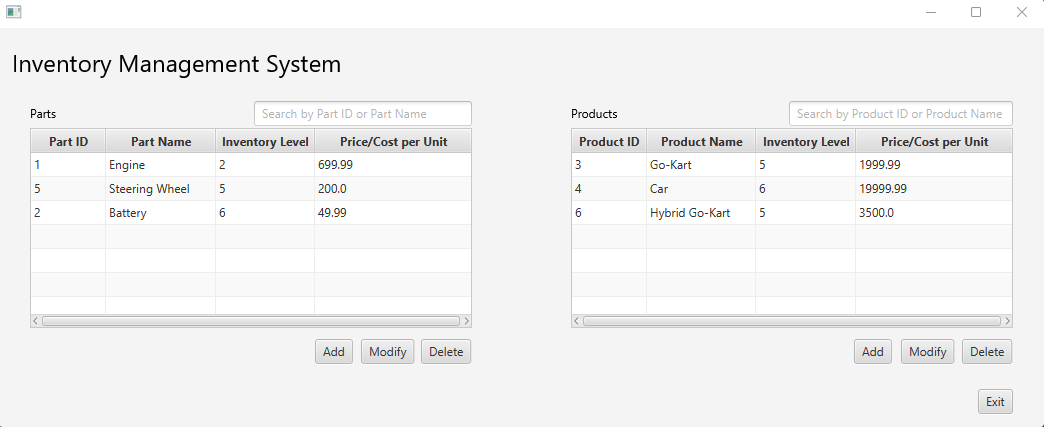 Inventory Management System
Parts
Search by Part ID or Part Name
Part ID Part Name Inventory Level Price/Cost per Unit
1 Engine 2 699.99
5 Steering Wheel 5 200.0
2 Battery 6 49.99
Add Modify Delete
Products
Search by Product ID or Product Name
Product ID Product Name Inventory Level Price/Cost per Unit
3 Go-Kart 5 1999.99
4 Car 6 19999.99
6 Hybrid Go-Kart 5 3500.0
Add Modify Delete
Exit